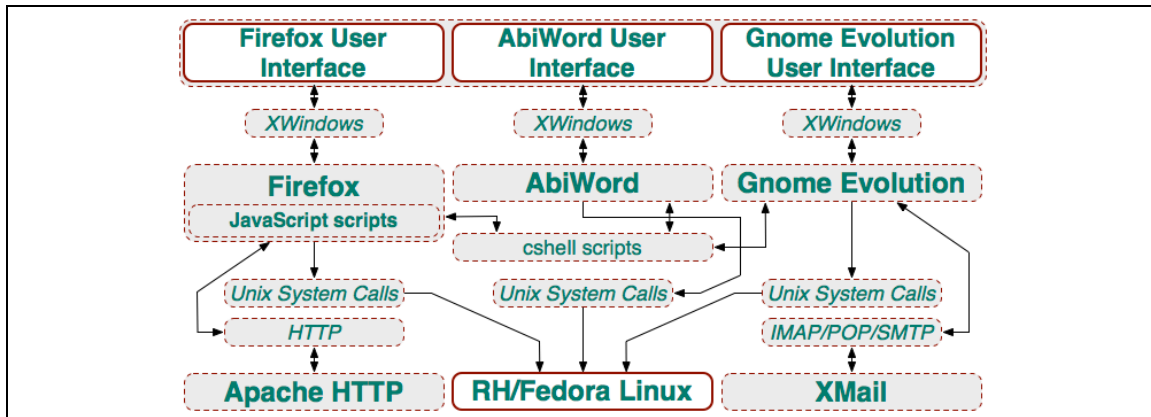 Firefox User
Interface
AbiWord User
Interface
Gnome Evolution
User Interface
XWindows
XWindows
XWindows
Firefox
JavaScript scripts
AbiWord
Gnome Evolution
cshell scripts
Unix System Calls
Unix System Calls
Unix System Calls
HTTP
IMAP/POP/SMTP
Apache HTTP
RH/Fedora Linux
XMail